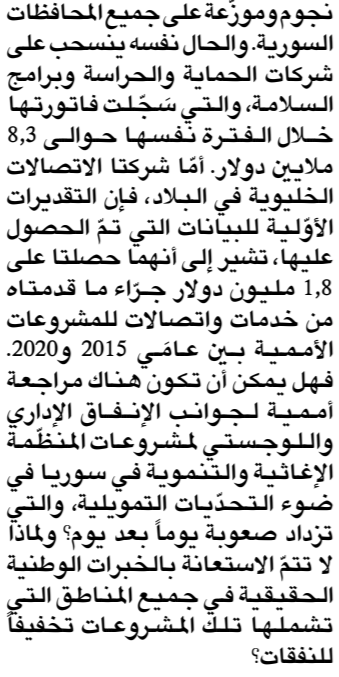 نجوم وموزّعة على جميع المحافظات
السورية. والحال نفسه ينسحب على
شركات الحماية والحراسة وبرامج
السلامة، والتي سَجّلت فاتورتها
خلال الفترة نفسها حوالى 8,3
ملايين دولار. أمّا شركتا الاتصالات
الخليوية في البلاد، فإن التقديرات
الأوّلية للبيانات التي تمّ الحصول
عليها، تشير إلى أنهما حصلتا على
1,8 مليون دولار جرّاء ما قدمتاه
من خدمات واتصالات للمشروعات
الأممية بين عامَي 2015 و2020.
فهل يمكن أن تكون هناك مراجعة
أممية لجوانب الإنفاق الإداري
واللوجستي لمشروعات المنظّمة
الإغاثية والتنموية في سوريا في
ضوء التحدّيات التمويلية، والتي
تزداد صعوبة يوماً بعد يوم؟ ولماذا
لا تتمّ الاستعانة بالخبرات الوطنية
الحقيقية في جميع المناطق التي
تشملها تلك المشروعات تخفيفاً
للنفقات؟